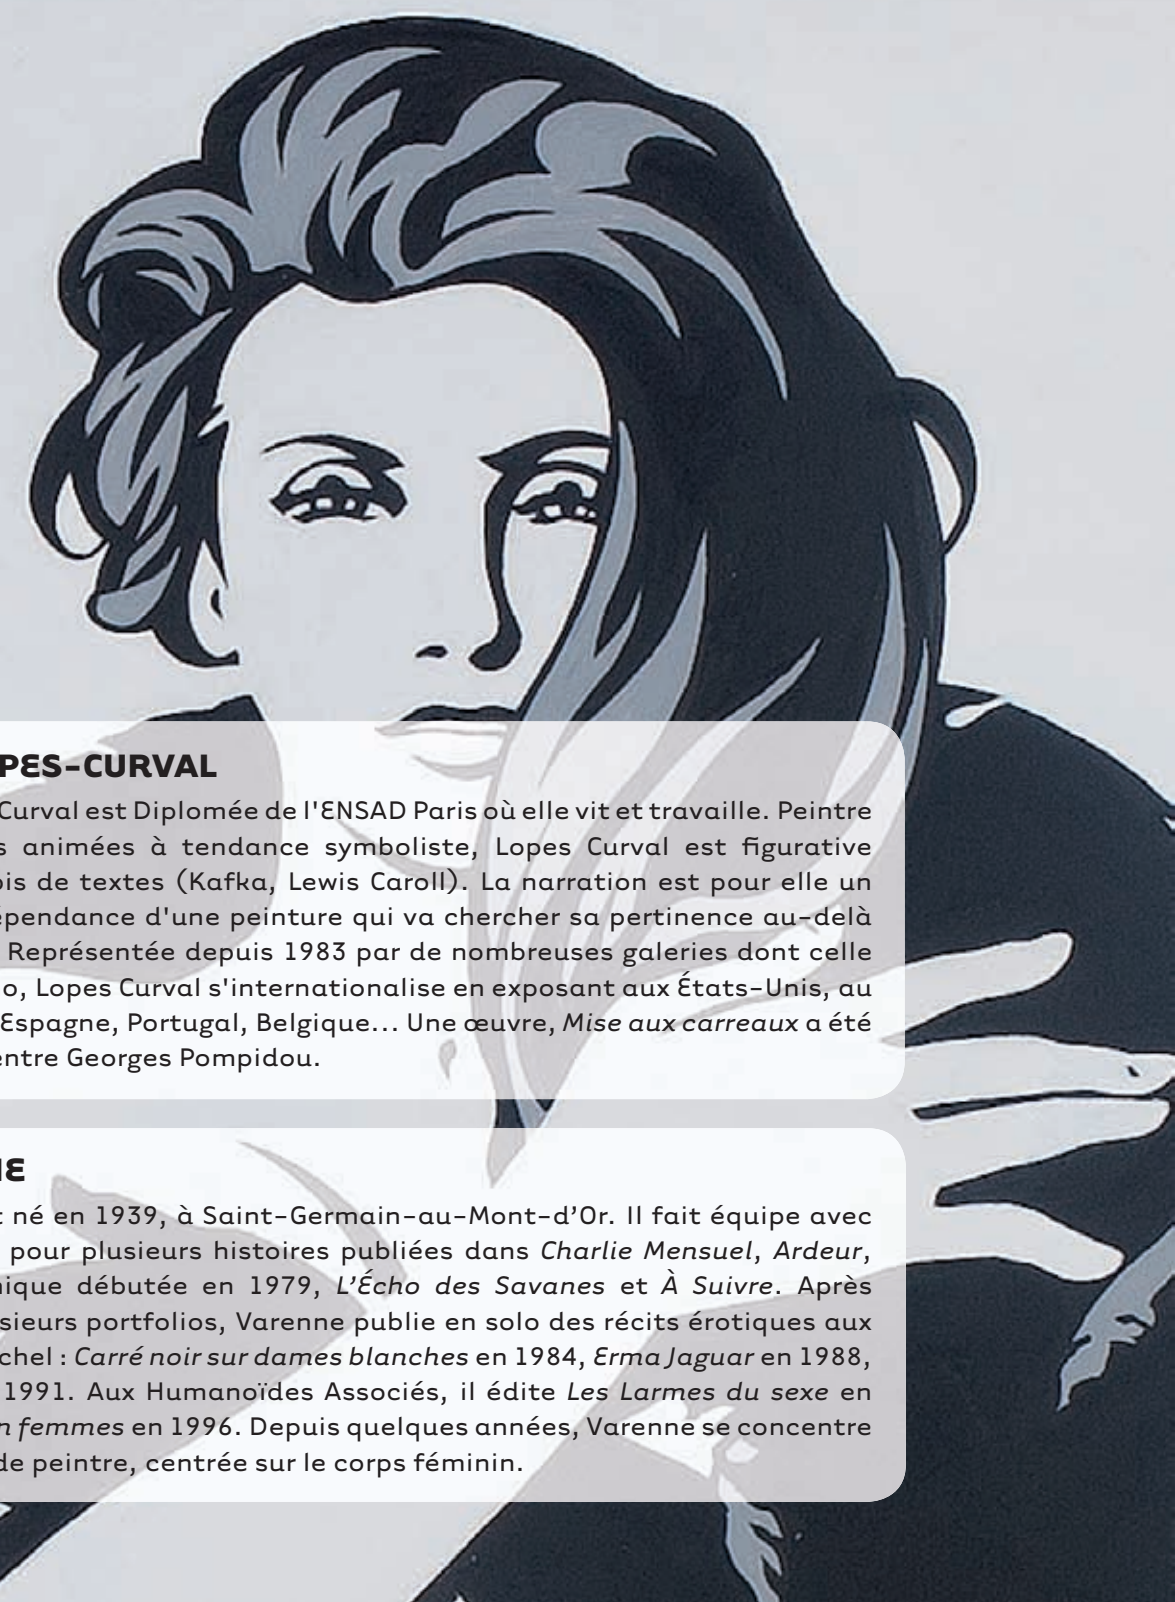 PES-CURVAL
Curval est Diplomée de l'ENSAD Paris où elle vit et travaille. Peintre
s animées à tendance symboliste, Lopes Curval est figurative
ois de textes (Kafka, Lewis Caroll). La narration est pour elle un
épendance d'une peinture qui va chercher sa pertinence au-delà
Représentée depuis 1983 par de nombreuses galeries dont celle
o, Lopes Curval s'internationalise en exposant aux États-Unis, au
Espagne, Portugal, Belgique... Une œuvre, Mise aux carreaux a été
entre Georges Pompidou.
NE
t né en 1939, à Saint-Germain-au-Mont-d’Or. Il fait équipe avec
pour plusieurs histoires publiées dans Charlie Mensuel, Ardeur,
nique débutée en 1979, L’Écho des Savanes et À Suivre. Après
sieurs portfolios, Varenne publie en solo des récits érotiques aux
chel : Carré noir sur dames blanches en 1984, Erma Jaguar en 1988,
1991. Aux Humanoïdes Associés, il édite Les Larmes du sexe en
n femmes en 1996. Depuis quelques années, Varenne se concentre
de peintre, centrée sur le corps féminin.